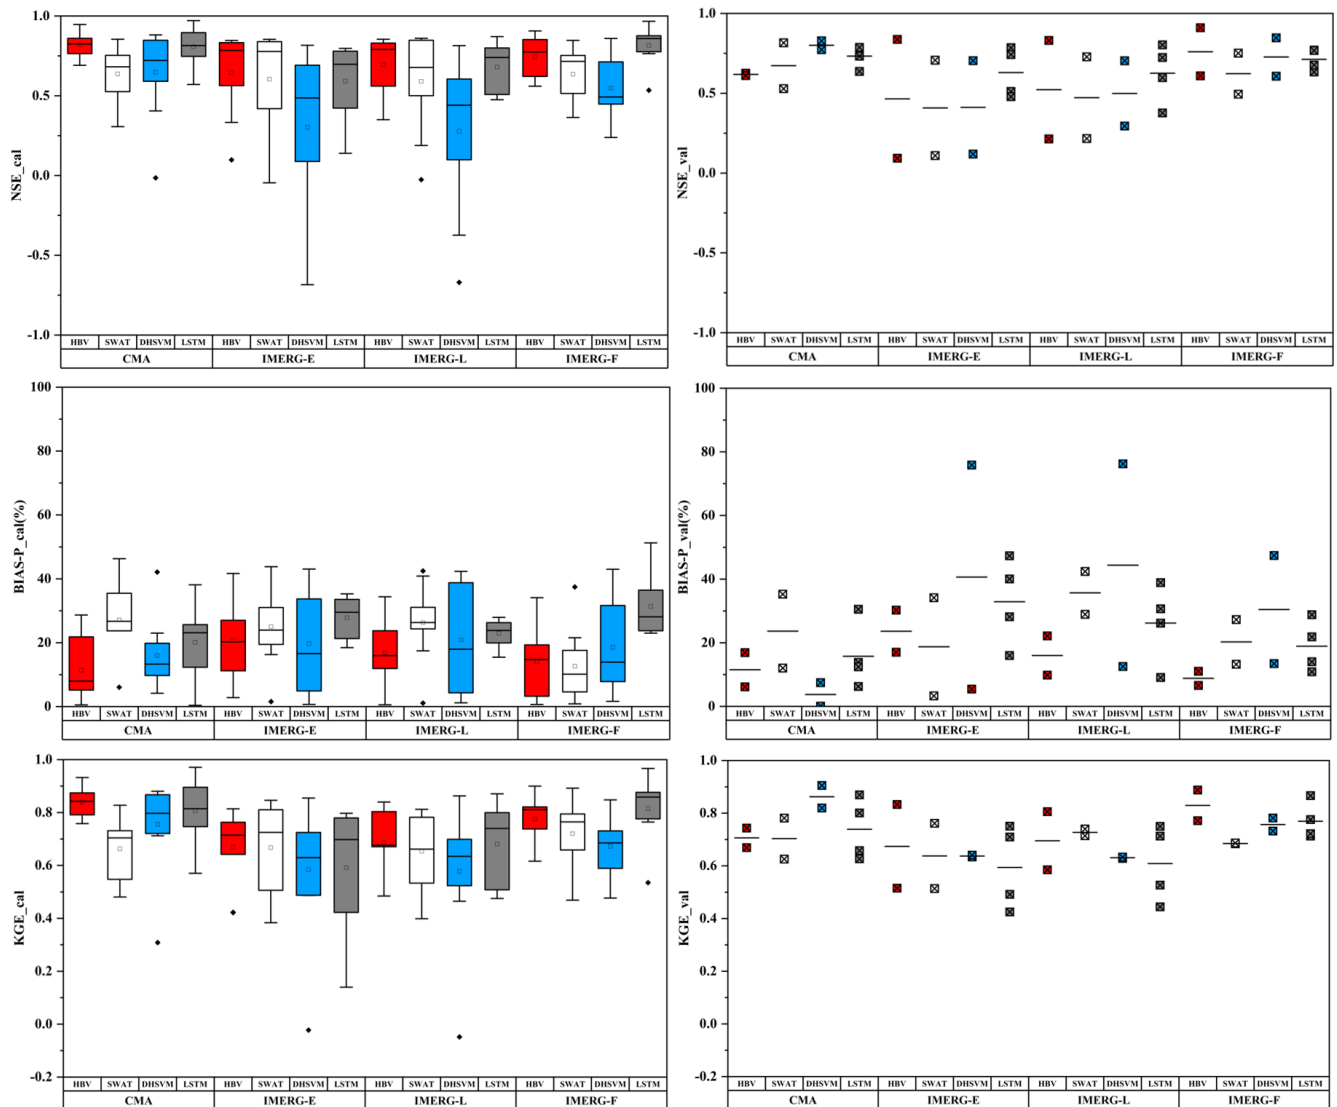 1.0
0.5
0.0
-0.5
-1.0
NSE_cal
HBV SWAT DHSVM LSTM HBV SWAT DHSVM LSTM HBV SWAT DHSVM LSTM HBV SWAT DHSVM LSTM
CMA IMERG-E IMERG-L IMERG-F
1.0
0.5
0.0
-0.5
-1.0
NSE_val
HBV SWAT DHSVM LSTM HBV SWAT DHSVM LSTM HBV SWAT DHSVM LSTM HBV SWAT DHSVM LSTM
CMA IMERG-E IMERG-L IMERG-F
100
80
60
40
20
0
BIAS-P_cal(%)
HBV SWAT DHSVM LSTM HBV SWAT DHSVM LSTM HBV SWAT DHSVM LSTM HBV SWAT DHSVM LSTM
CMA IMERG-E IMERG-L IMERG-F
100
80
60
40
20
0
BIAS-P_val(%)
HBV SWAT DHSVM LSTM HBV SWAT DHSVM LSTM HBV SWAT DHSVM LSTM HBV SWAT DHSVM LSTM
CMA IMERG-E IMERG-L IMERG-F
1.0
0.8
0.6
0.4
0.2
0.0
-0.2
KGE_cal
HBV SWAT DHSVM LSTM HBV SWAT DHSVM LSTM HBV SWAT DHSVM LSTM HBV SWAT DHSVM LSTM
CMA IMERG-E IMERG-L IMERG-F
1.0
0.8
0.6
0.4
0.2
0.0
-0.2
KGE_val
HBV SWAT DHSVM LSTM HBV SWAT DHSVM LSTM HBV SWAT DHSVM LSTM HBV SWAT DHSVM LSTM
CMA IMERG-E IMERG-L IMERG-F